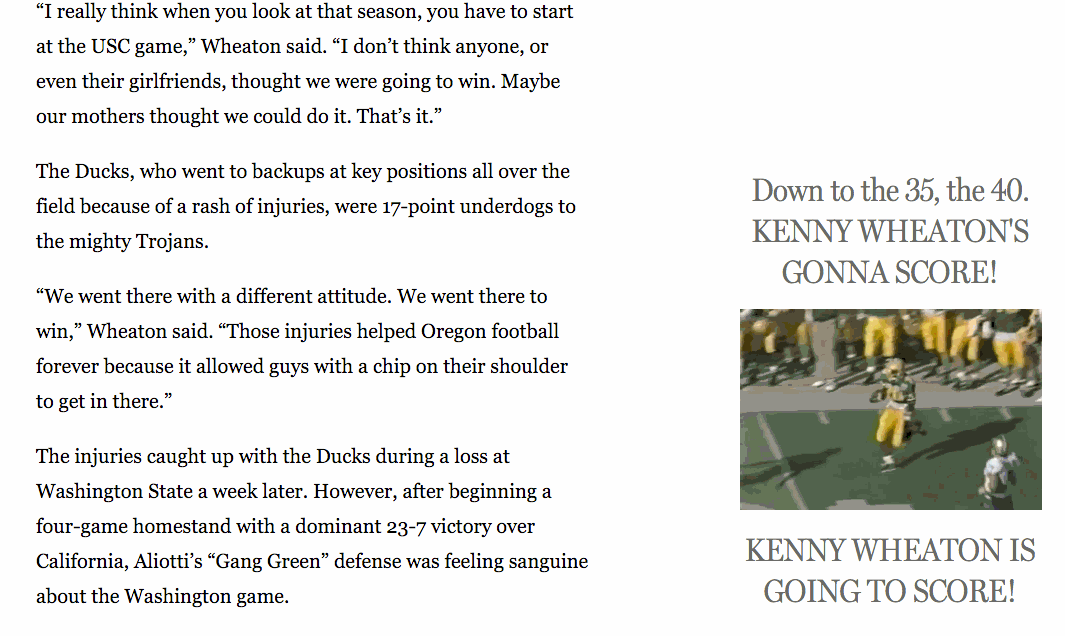 “I really think when you look at that season, you have to start
at the USC game,” Wheaton said. “I don’t think anyone, or
even their girlfriends, thought we were going to win. Maybe
our mothers thought we could do it. That’s it.”
The Ducks, who went to backups at key positions all over the
field because of a rash of injuries, were 17-point underdogs to
the mighty Trojans.
“We went there with a different attitude. We went there to
win,” Wheaton said. “Those injuries helped Oregon football
forever because it allowed guys with a chip on their shoulder
to get in there.”
The injuries caught up with the Ducks during a loss at
Washington State a week later. However, after beginning a
four-game homestand with a dominant 23-7 victory over
California, Aliotti’s “Gang Green” defense was feeling sanguine
about the Washington game.
Down to the 35, the 40.
KENNY WHEATON'S
GONNA SCORE!
KENNY WHEATON IS
GOING TO SCORE!